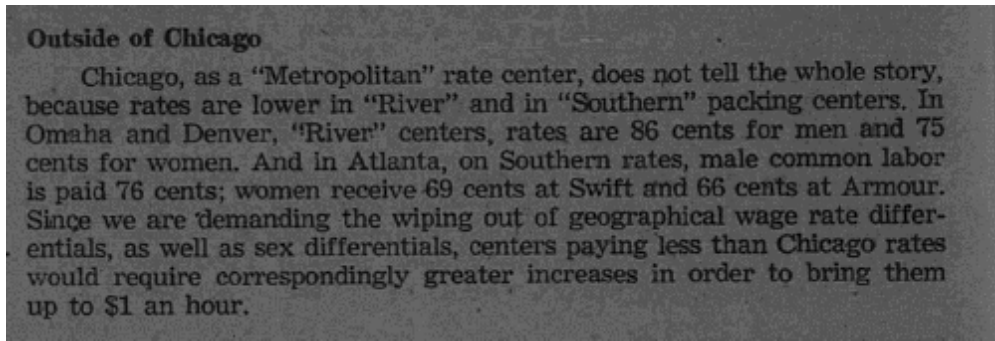 Outside of Chicago
Chicago, as a “Metropolitan” rate center, does not tell the whole story,
because rates are lower in “River” and in “Southern” packing centers. In
Omaha and Denver, “River” centers, rates are 86 cents for men and 75
cents for women. And in Atlanta, on Southern rates, male common labor
is paid 76 cents; women receive 69 cents at Swift and 66 cents at Armour.
Since we are demanding the wiping out of geographical wage rate differ-
entials, as well as sex differentials, centers paying less than Chicago rates
would require correspondingly greater increases in order to bring them
up to $1 an hour.